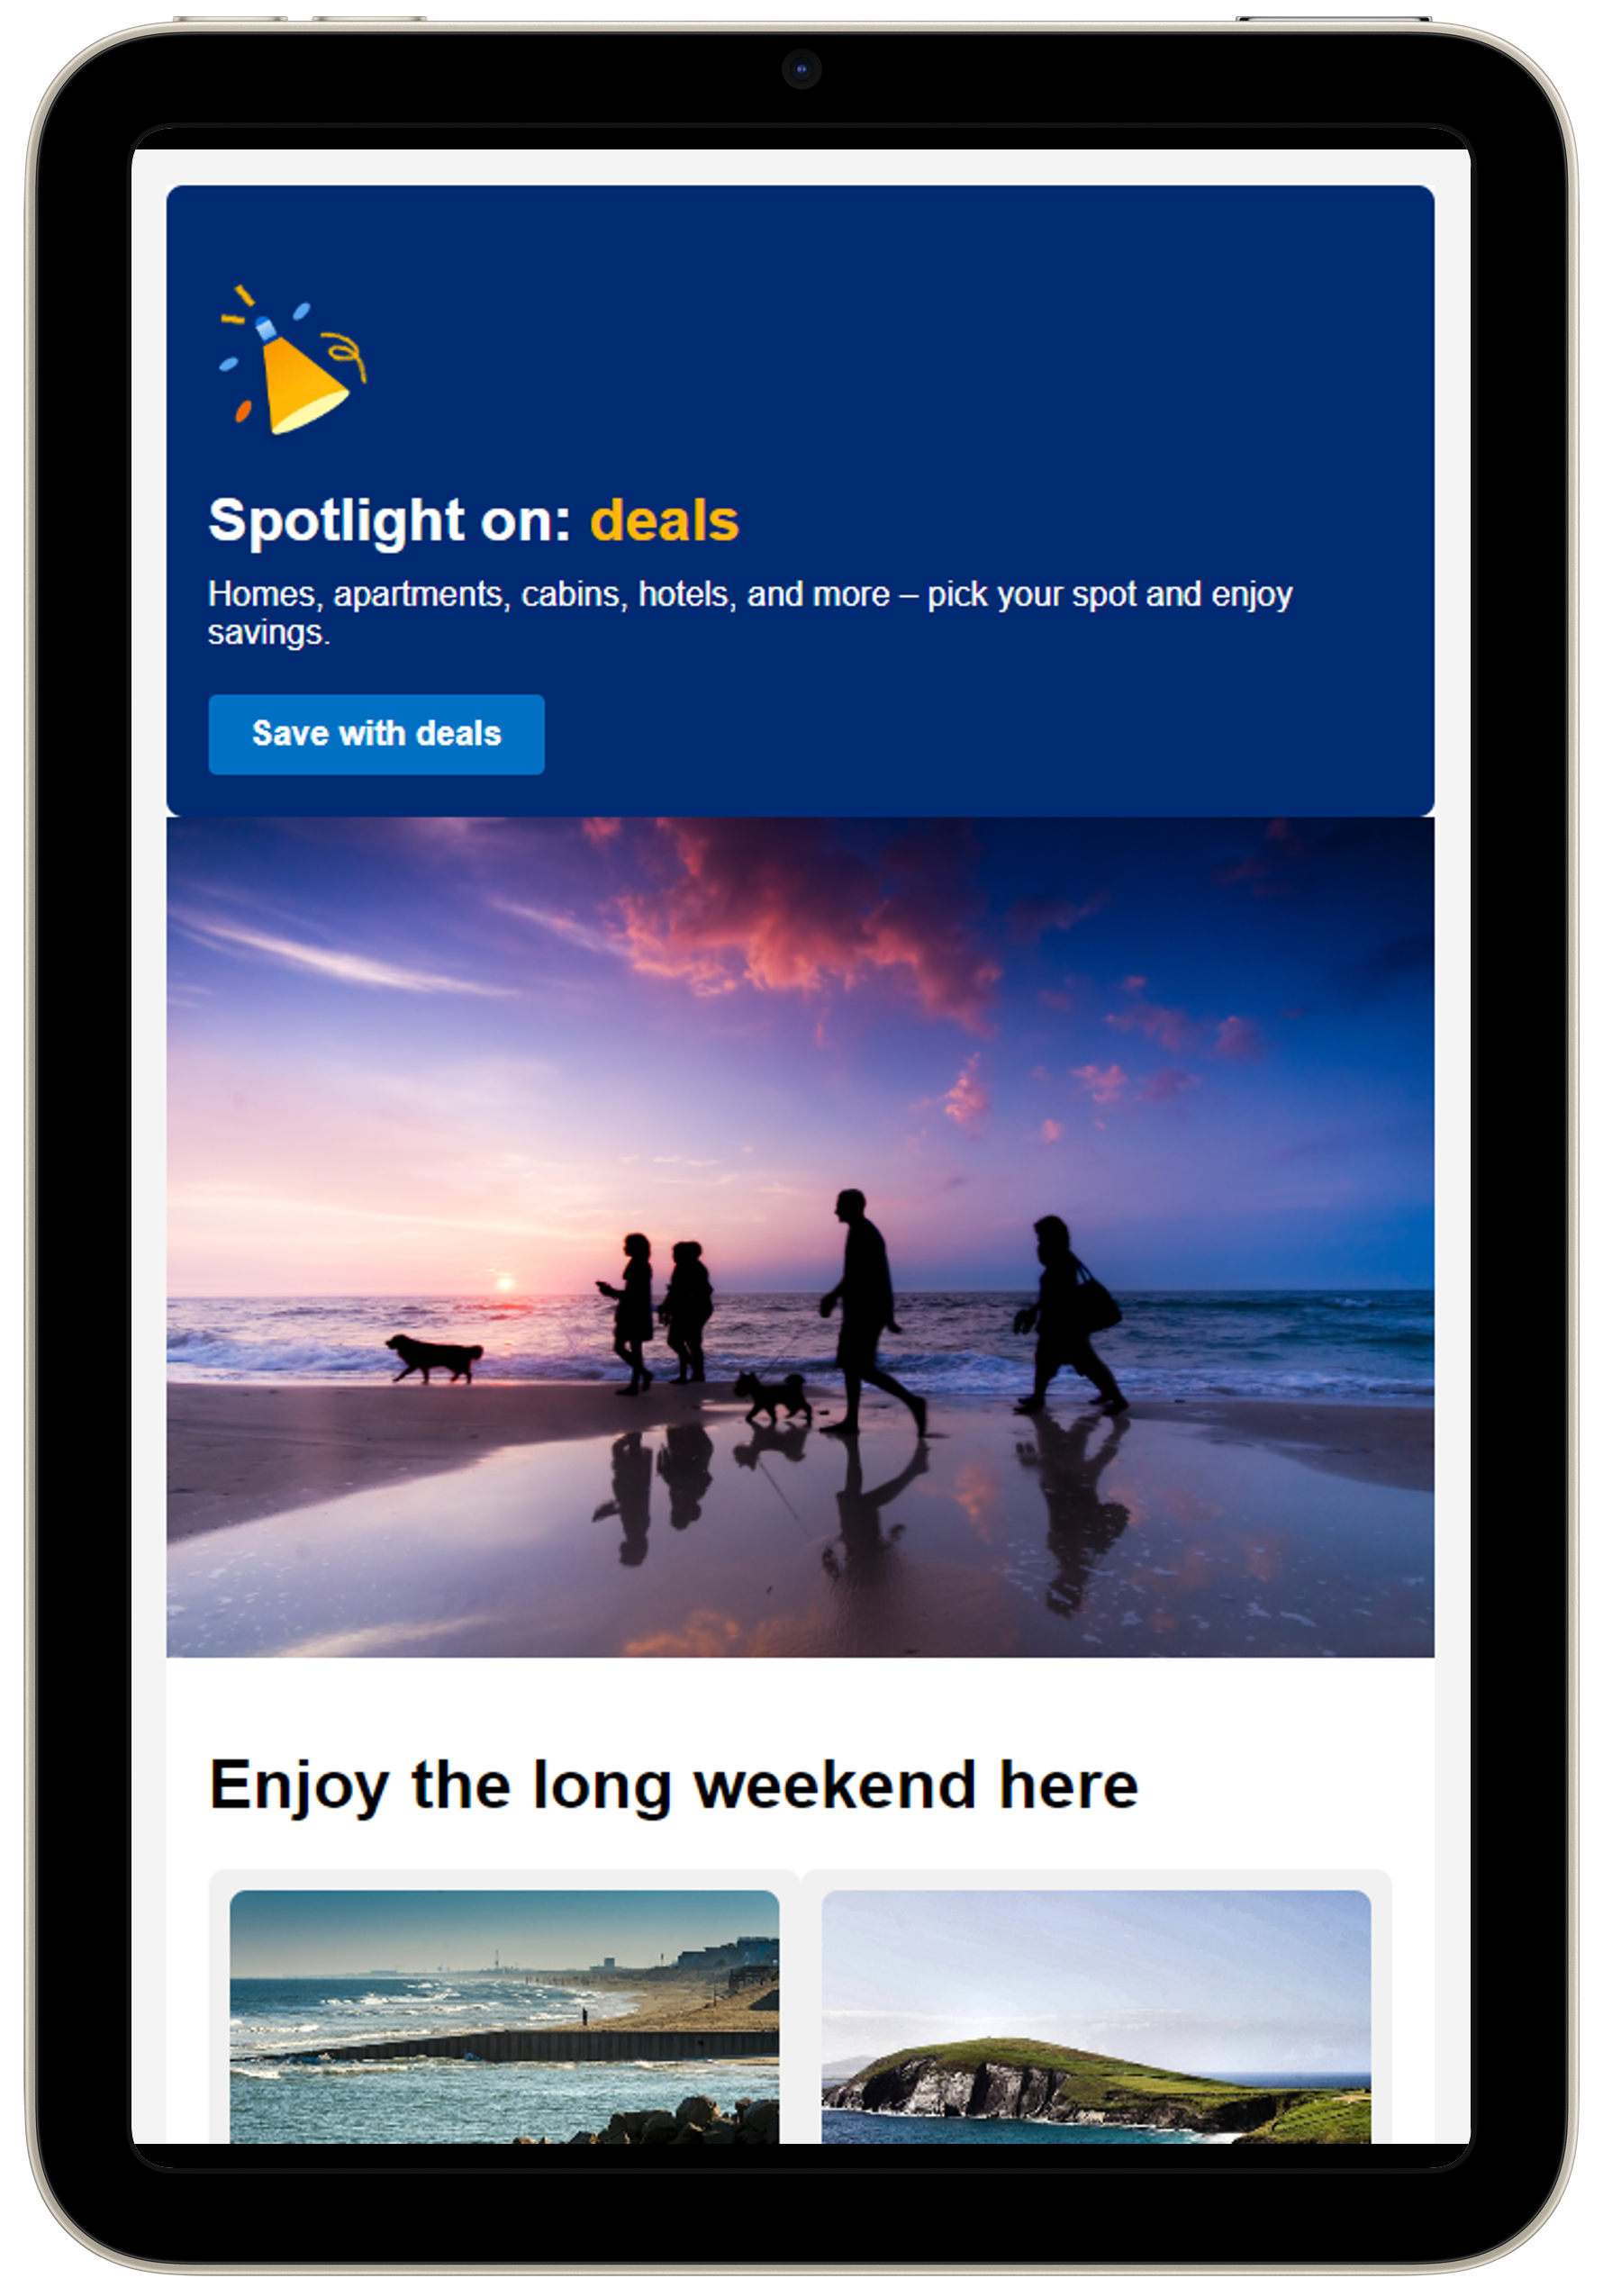 Spotlight on: deals
Homes, apartments, cabins, hotels, and more – pick your spot and enjoy
savings.
Save with deals
Enjoy the long weekend here